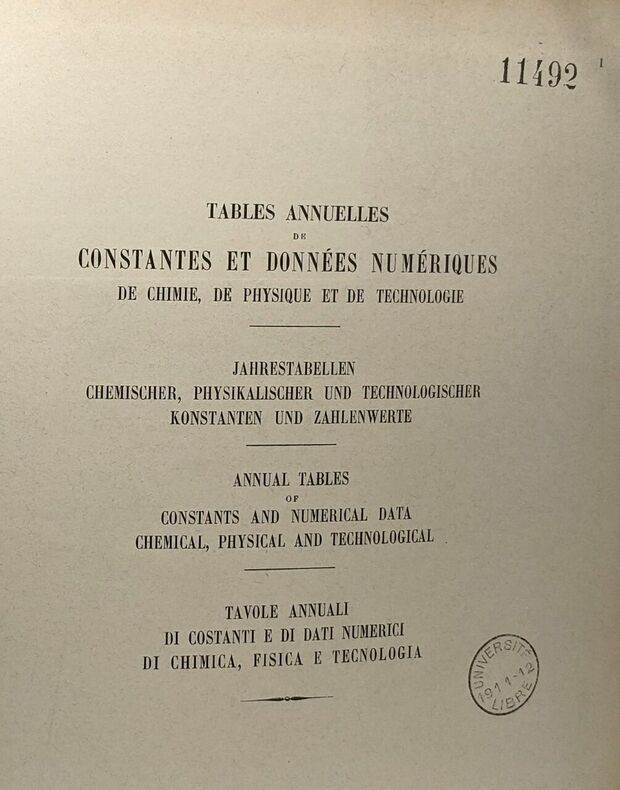 11492
1
TABLES ANNUELLES
DE
CONSTANTES ET DONNÉES NUMÉRIQUES
DE CHIMIE, DE PHYSIQUE ET DE TECHNOLOGIE
JAHRESTABELLEN
CHEMISCHER, PHYSIKALISCHER UND TECHNOLOGISCHER
KONSTANTEN UND ZAHLENWERTE
ANNUAL TABLES
OF
CONSTANTS AND NUMERICAL DATA
CHEMICAL, PHYSICAL AND TECHNOLOGICAL
TAVOLE ANNUALI
DI COSTANTI E DI DATI NUMERICI
DI CHIMICA, FISICA E TECNOLOGIA
UNIVERSITÉ
1911-12
LIBRE